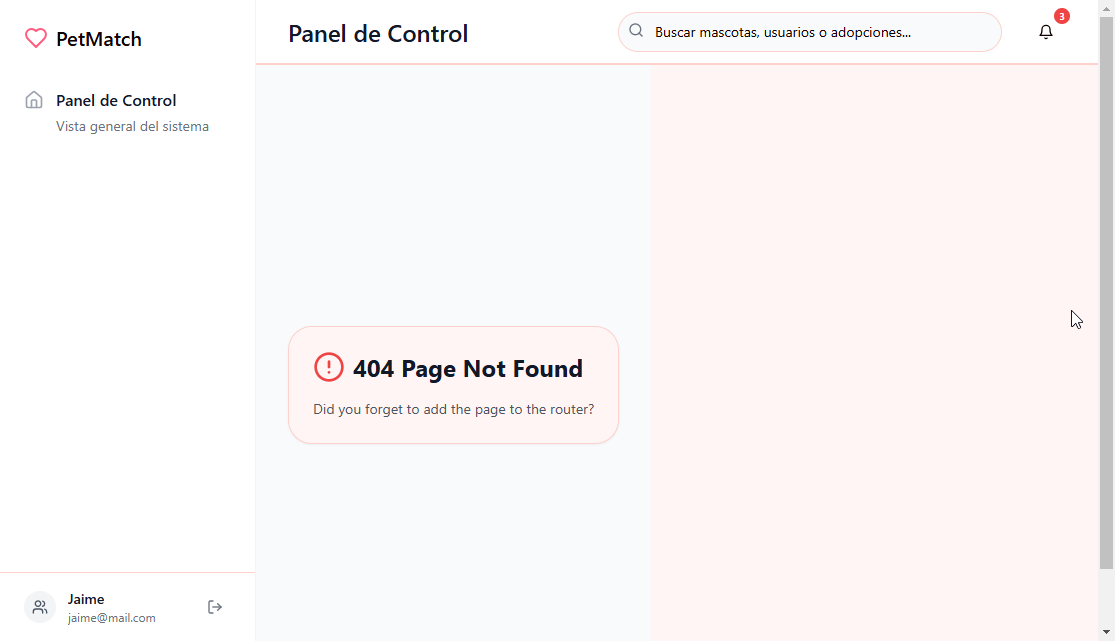 PetMatch
Panel de Control
Vista general del sistema
Jaime
jaime@mail.com
Panel de Control
Buscar mascotas, usuarios o adopciones...
3
404 Page Not Found
Did you forget to add the page to the router?